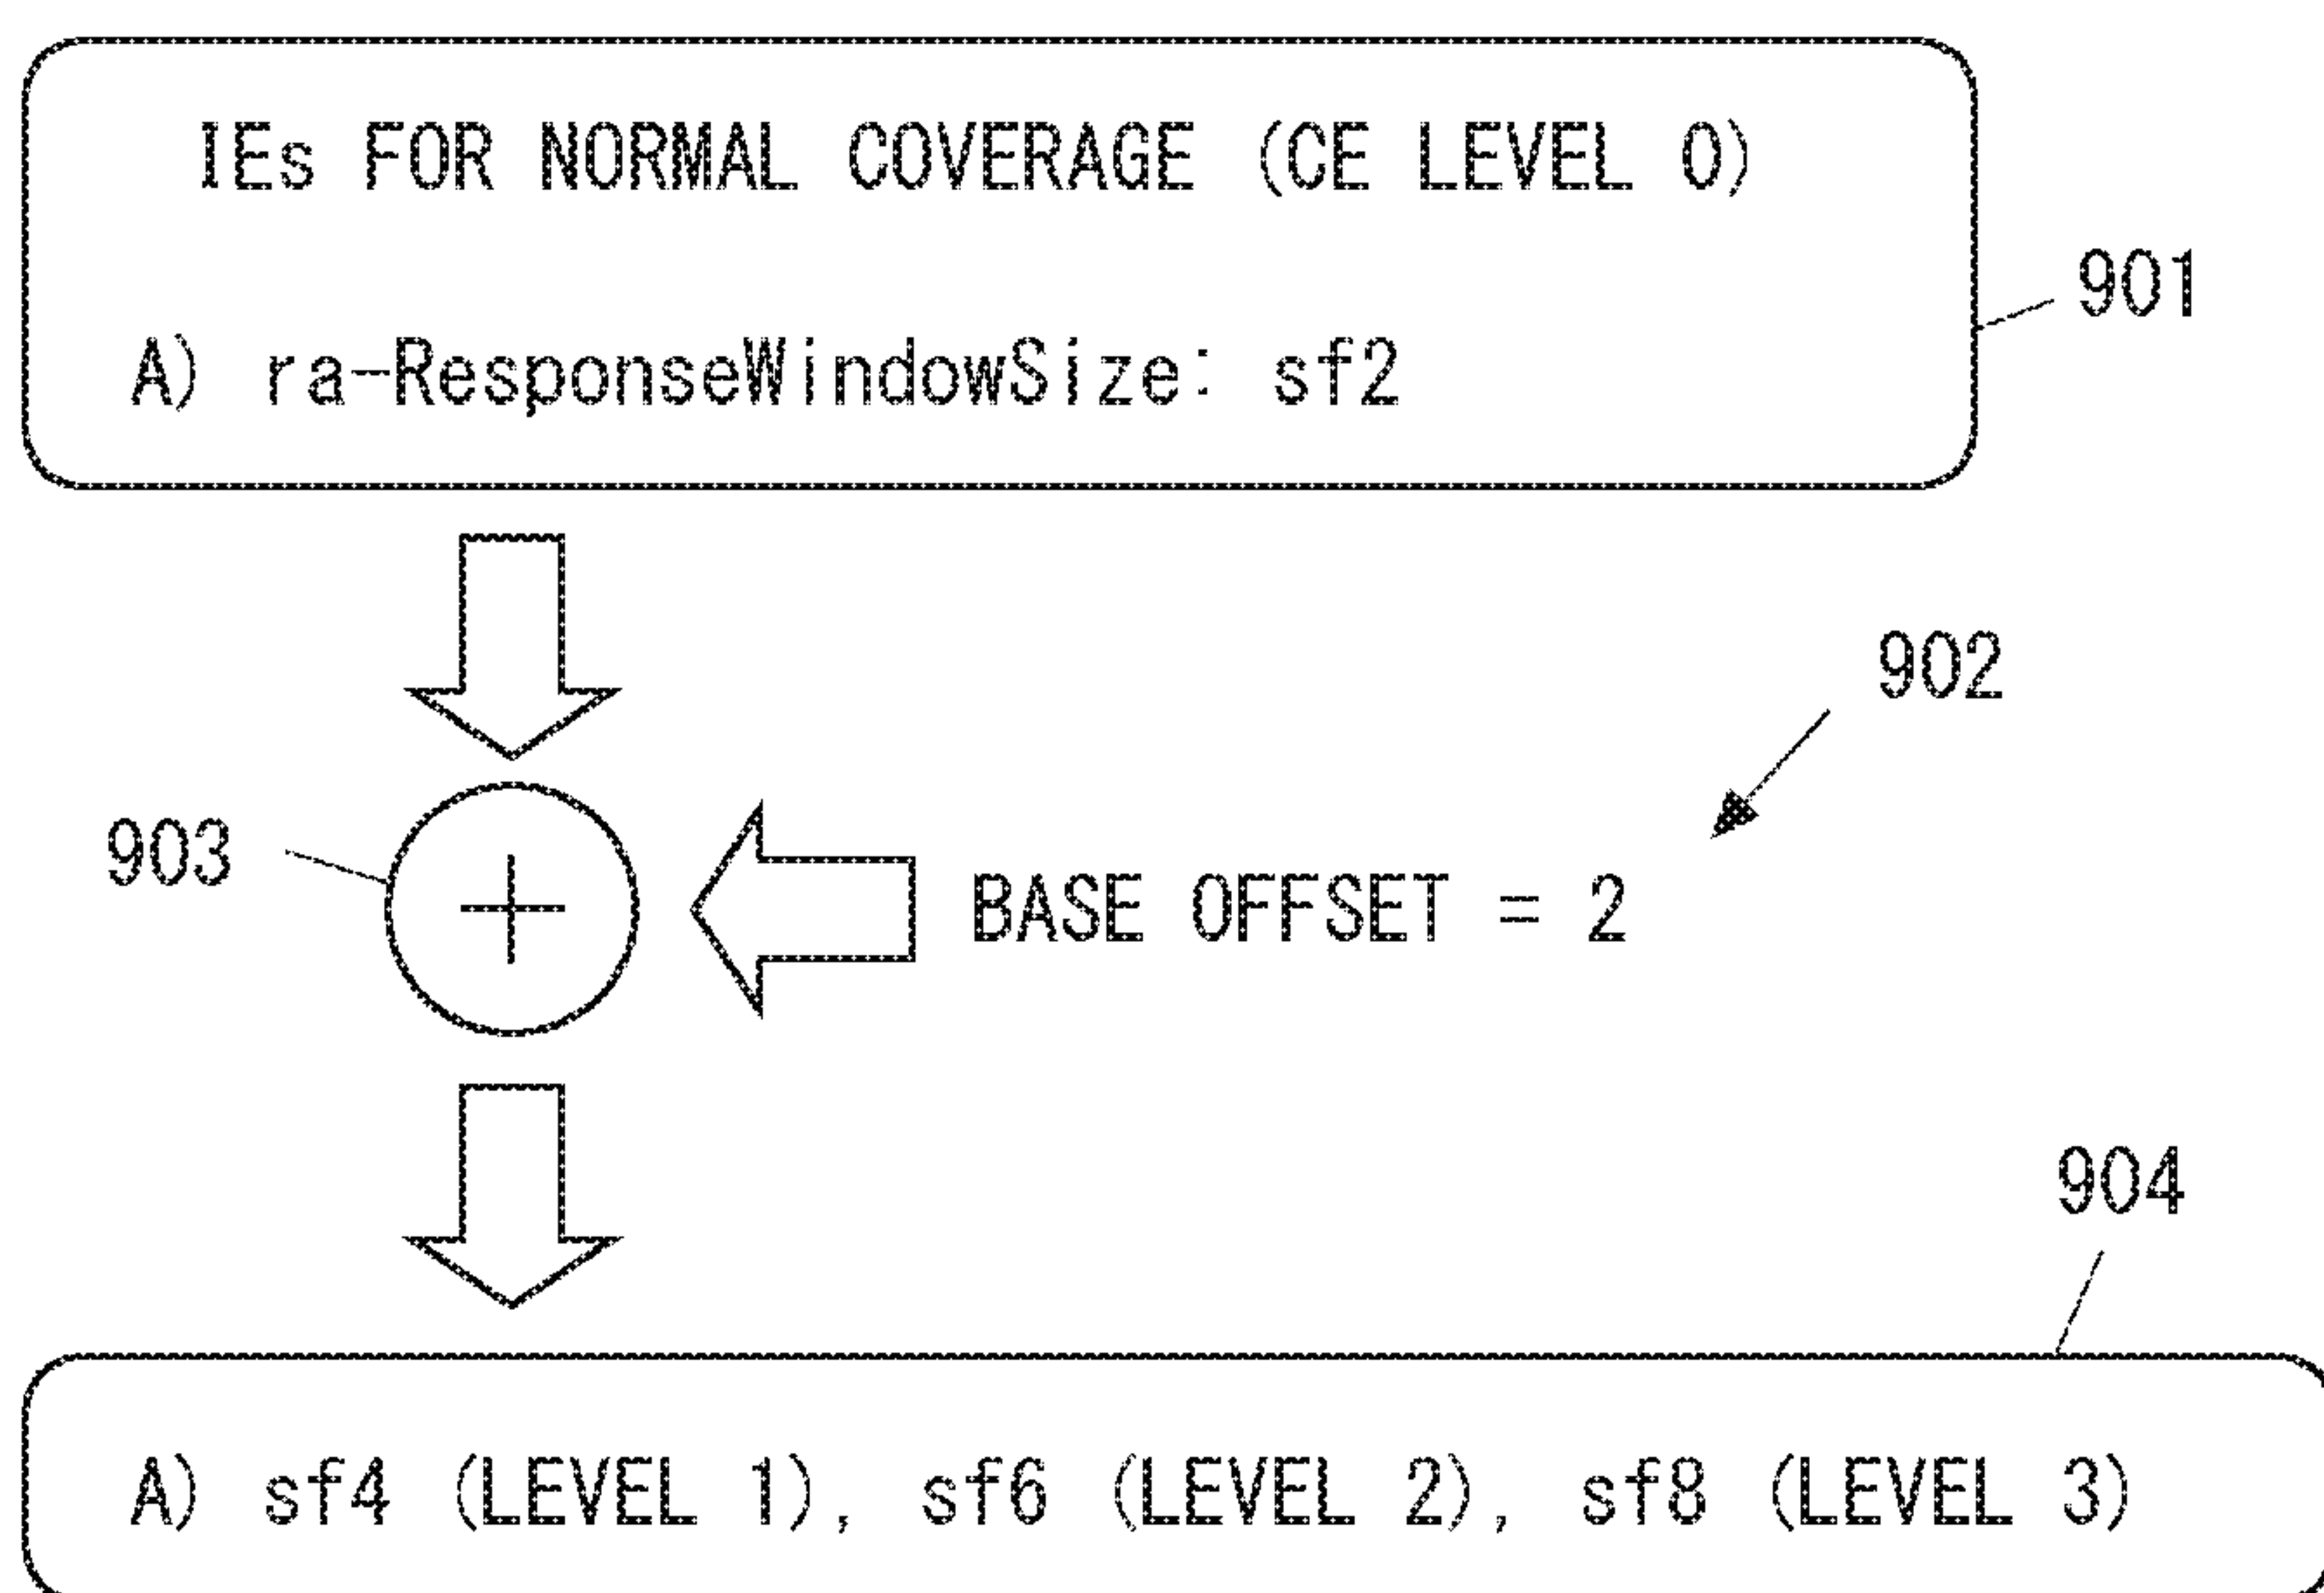 IEs FOR NORMAL COVERAGE (CE LEVEL 0)
901
A) ra-ResponseWindowSize: sf2
902
903
BASE OFFSET = 2
904
A) sf4 (LEVEL 1), sf6 (LEVEL 2), sf8 (LEVEL 3)